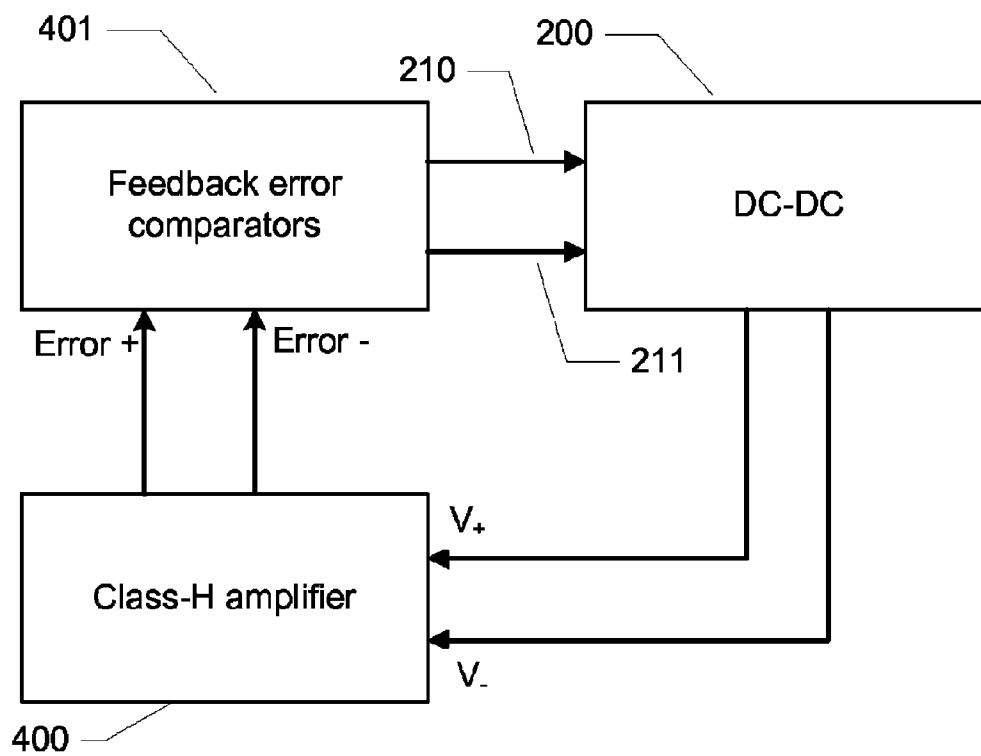 401
210
200
Feedback error
comparators
DC-DC
Error +
Error -
211
V+
Class-H amplifier
V-
400